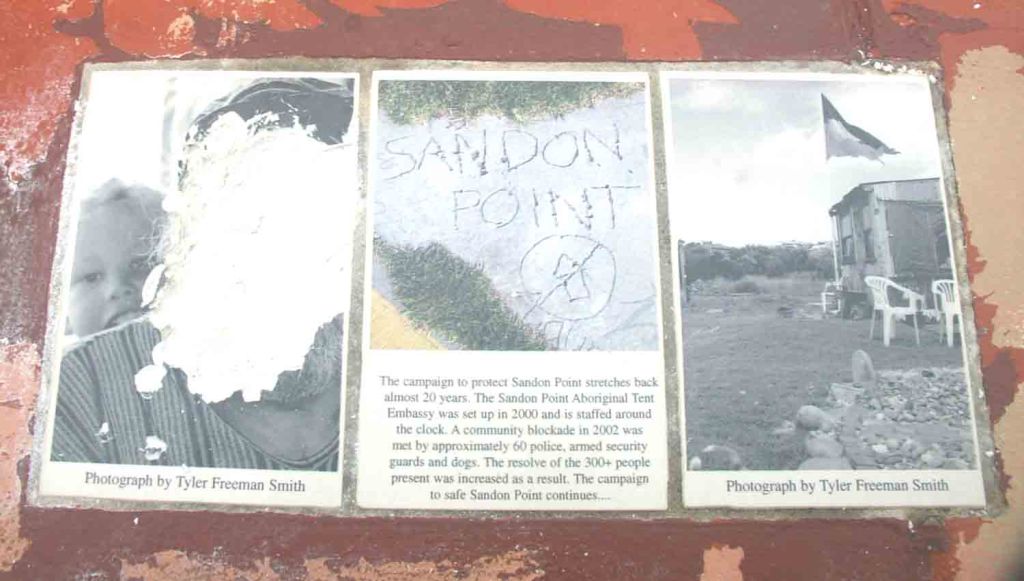 Photograph by Tyler Freeman Smith
SANDON
POINT
The campaign to protect Sandon Point stretches back
almost 20 years. The Sandon Point Aboriginal Tent
Embassy was set up in 2000 and is staffed around
the clock. A community blockade in 2002 was
met by approximately 60 police, armed security
guards and dogs. The resolve of the 300+ people
present was increased as a result. The campaign
to safe Sandon Point continues....
Photograph by Tyler Freeman Smith